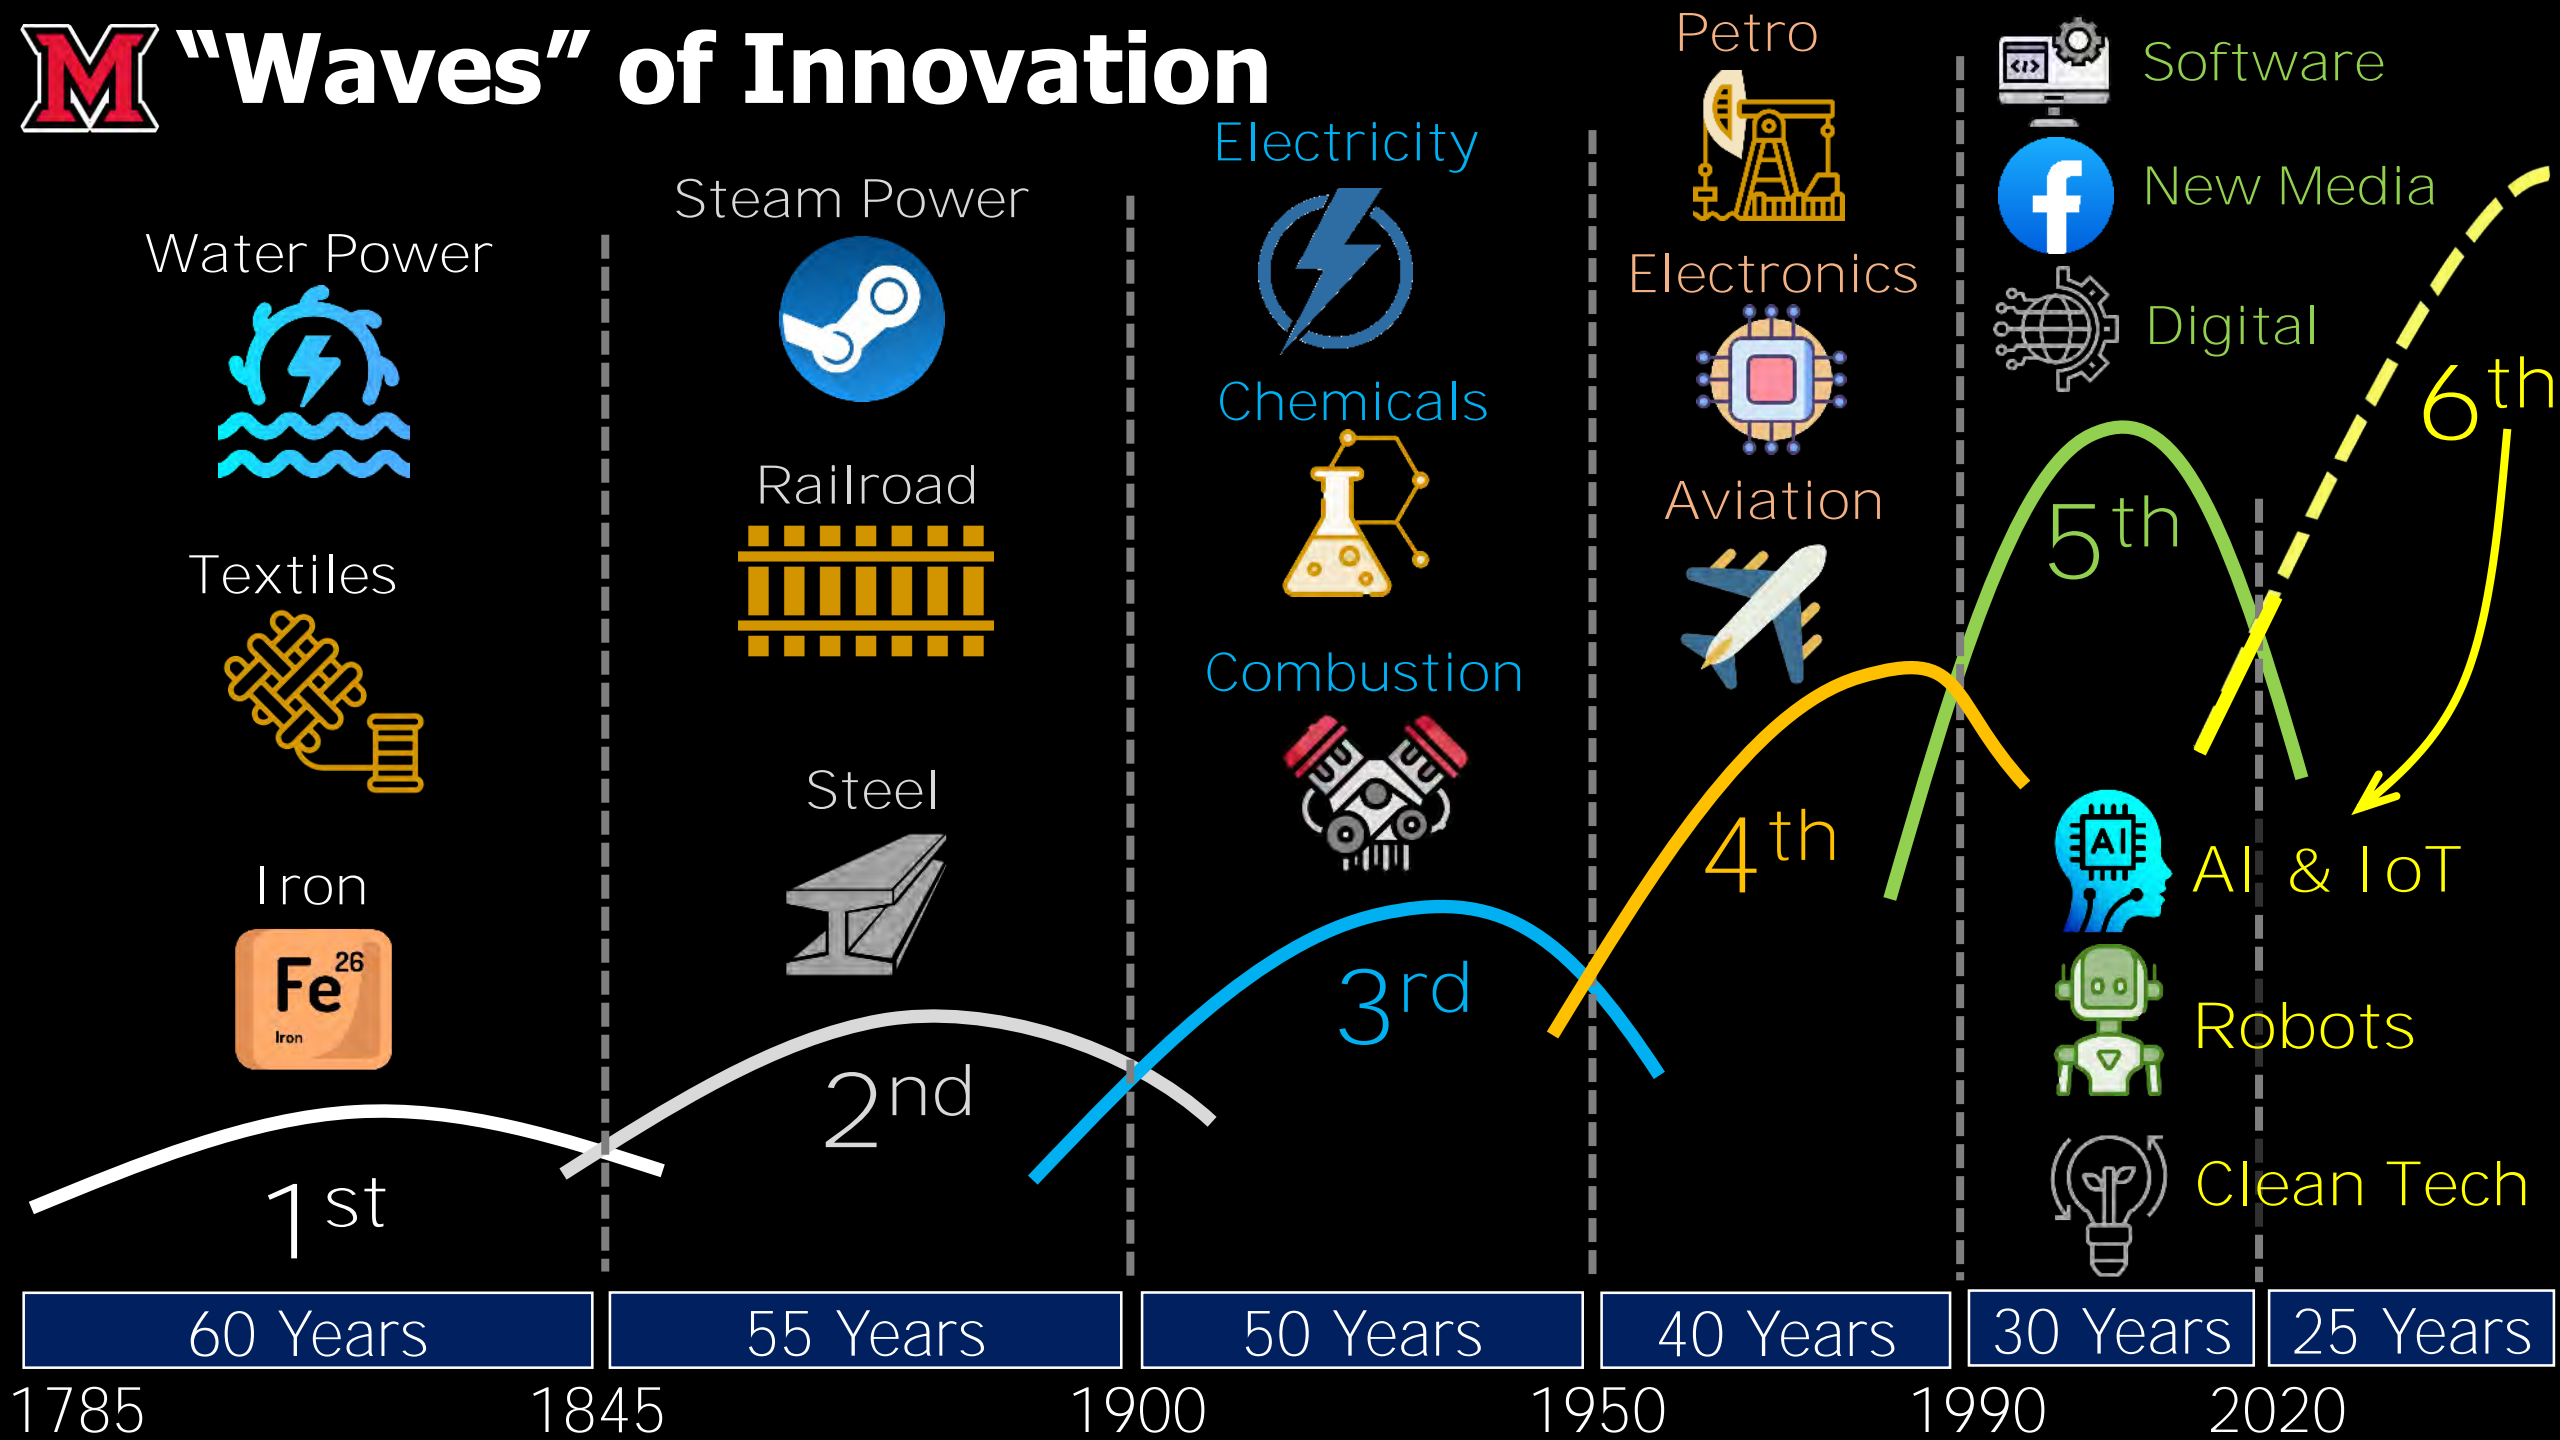 M
“Waves” of Innovation
Water Power
Textiles
Iron
Fe26
Iron
1st
Steam Power
Railroad
Steel
2nd
Electricity
Chemicals
Combustion
3rd
Petro
Electronics
Aviation
4th
</>
Software
f
New Media
Digital
5th
6th
AI
AI & IoT
Robots
Clean Tech
60 Years
55 Years
50 Years
40 Years
30 Years
25 Years
1785
1845
1900
1950
1990
2020